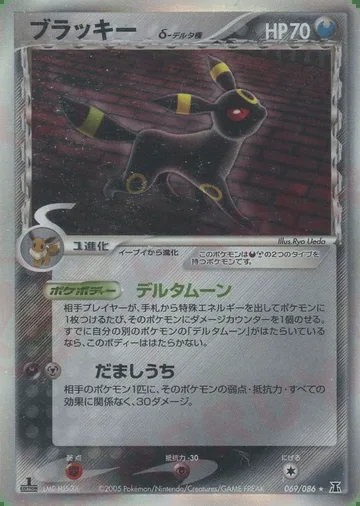 ブラッキー δ-デルタ種 HP70
Illus. Ryo Ueda
1進化 イーブイから進化
このポケモンは の2つのタイプを
持つポケモンです。
ポケボディー デルタムーン
相手プレイヤーが、手札から特殊エネルギーを出してポケモンに
1枚つけるたび、そのポケモンにダメージカウンターを1個のせる。
すでに自分の別のポケモンの「デルタムーン」がはたらいているな
ら、このボディーははたらかない。
だましうち
相手のポケモン1匹に、そのポケモンの弱点・抵抗力・すべての
効果に関係なく、30ダメージ。
弱点 抵抗力 -30 にげる
©2005 Pokémon/Nintendo/Creatures/GAME FREAK 069/086 ★